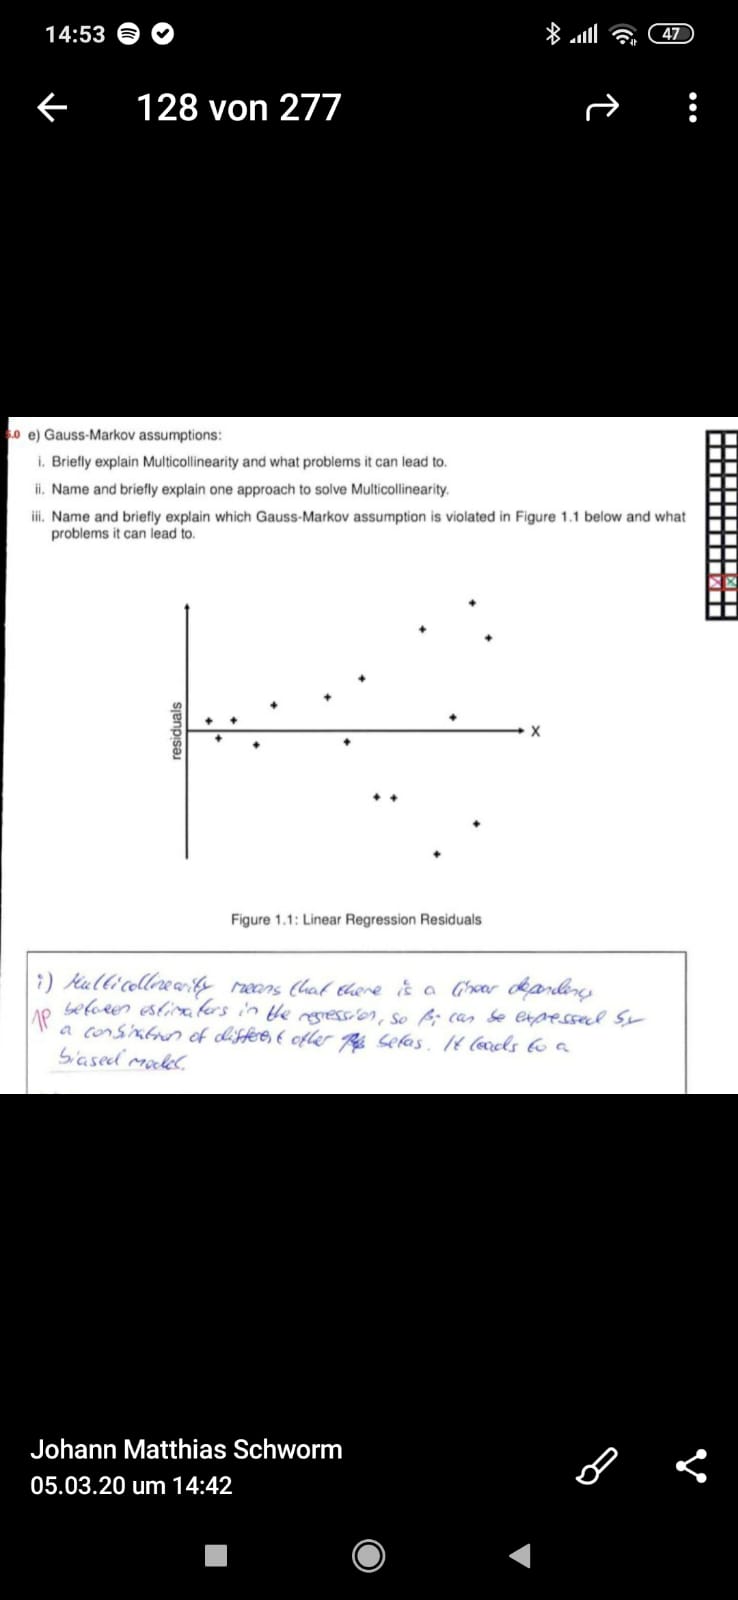 14:53
47
128 von 277
5.0 e) Gauss-Markov assumptions:
i. Briefly explain Multicollinearity and what problems it can lead to.
ii. Name and briefly explain one approach to solve Multicollinearity.
iii. Name and briefly explain which Gauss-Markov assumption is violated in Figure 1.1 below and what
problems it can lead to.
residuals
X
Figure 1.1: Linear Regression Residuals
i) Multicollinearity means that there is a linear dependency
1P between estimators in the regression, so βi can be expressed by
a combination of different other betas. It leads to a
biased model.
Johann Matthias Schworm
05.03.20 um 14:42